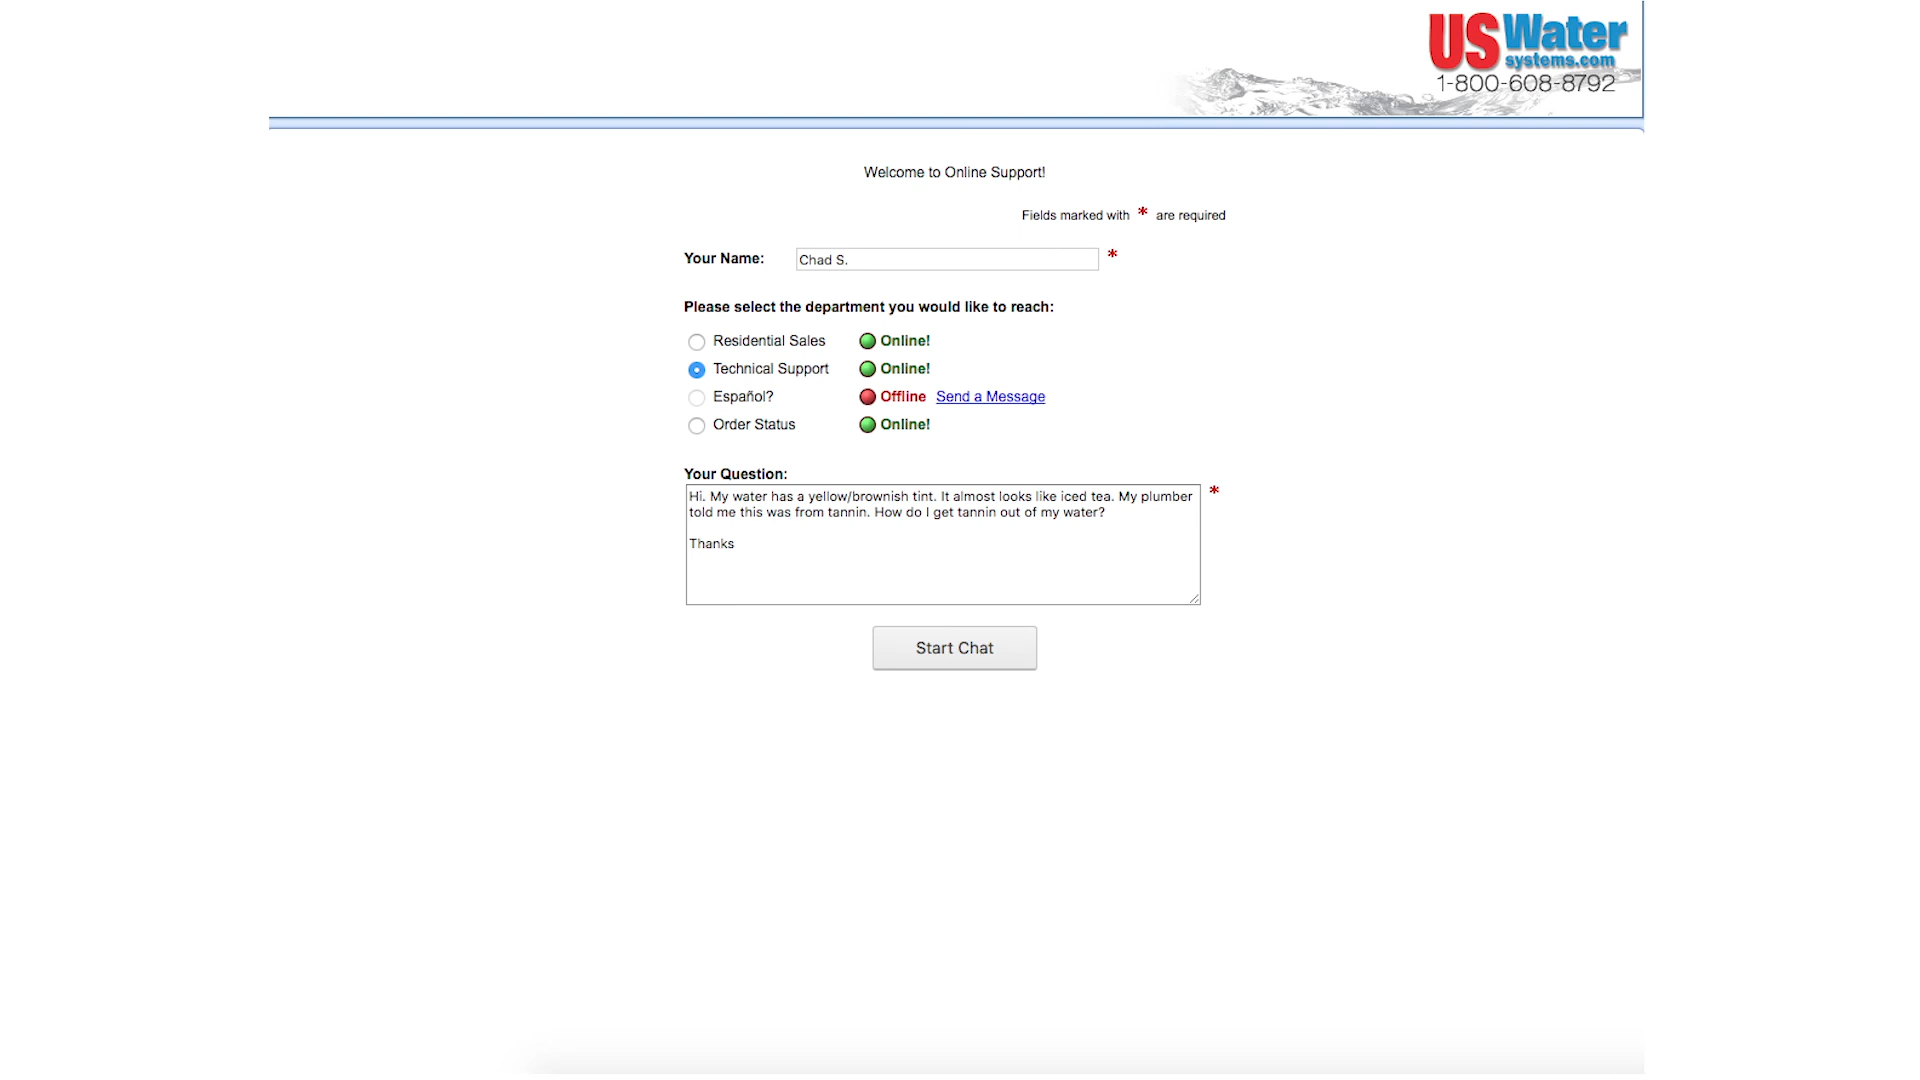 US Water
systems.com
1-800-608-8792
Welcome to Online Support!
Fields marked with * are required
Your Name: Chad S. *
Please select the department you would like to reach:
Residential Sales Online!
Technical Support Online!
Español? Offline Send a Message
Order Status Online!
Your Question:
Hi. My water has a yellow/brownish tint. It almost looks like iced tea. My plumber *
told me this was from tannin. How do I get tannin out of my water?
Thanks
Start Chat